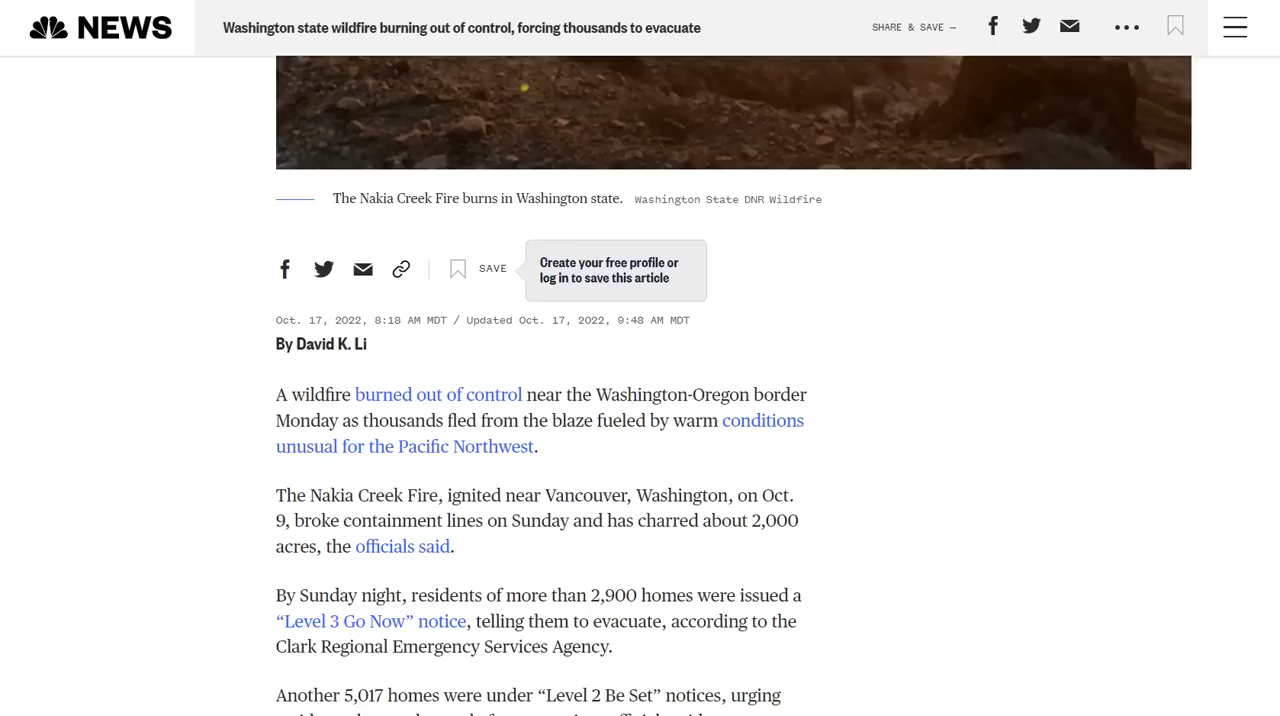 NEWS
Washington state wildfire burning out of control, forcing thousands to evacuate
SHARE & SAVE —
The Nakia Creek Fire burns in Washington state. Washington State DNR Wildfire
SAVE
Create your free profile or
log in to save this article
Oct. 17, 2022, 8:18 AM MDT / Updated Oct. 17, 2022, 9:48 AM MDT
By David K. Li
A wildfire burned out of control near the Washington-Oregon border
Monday as thousands fled from the blaze fueled by warm conditions
unusual for the Pacific Northwest.
The Nakia Creek Fire, ignited near Vancouver, Washington, on Oct.
9, broke containment lines on Sunday and has charred about 2,000
acres, the officials said.
By Sunday night, residents of more than 2,900 homes were issued a
“Level 3 Go Now” notice, telling them to evacuate, according to the
Clark Regional Emergency Services Agency.
Another 5,017 homes were under “Level 2 Be Set” notices, urging